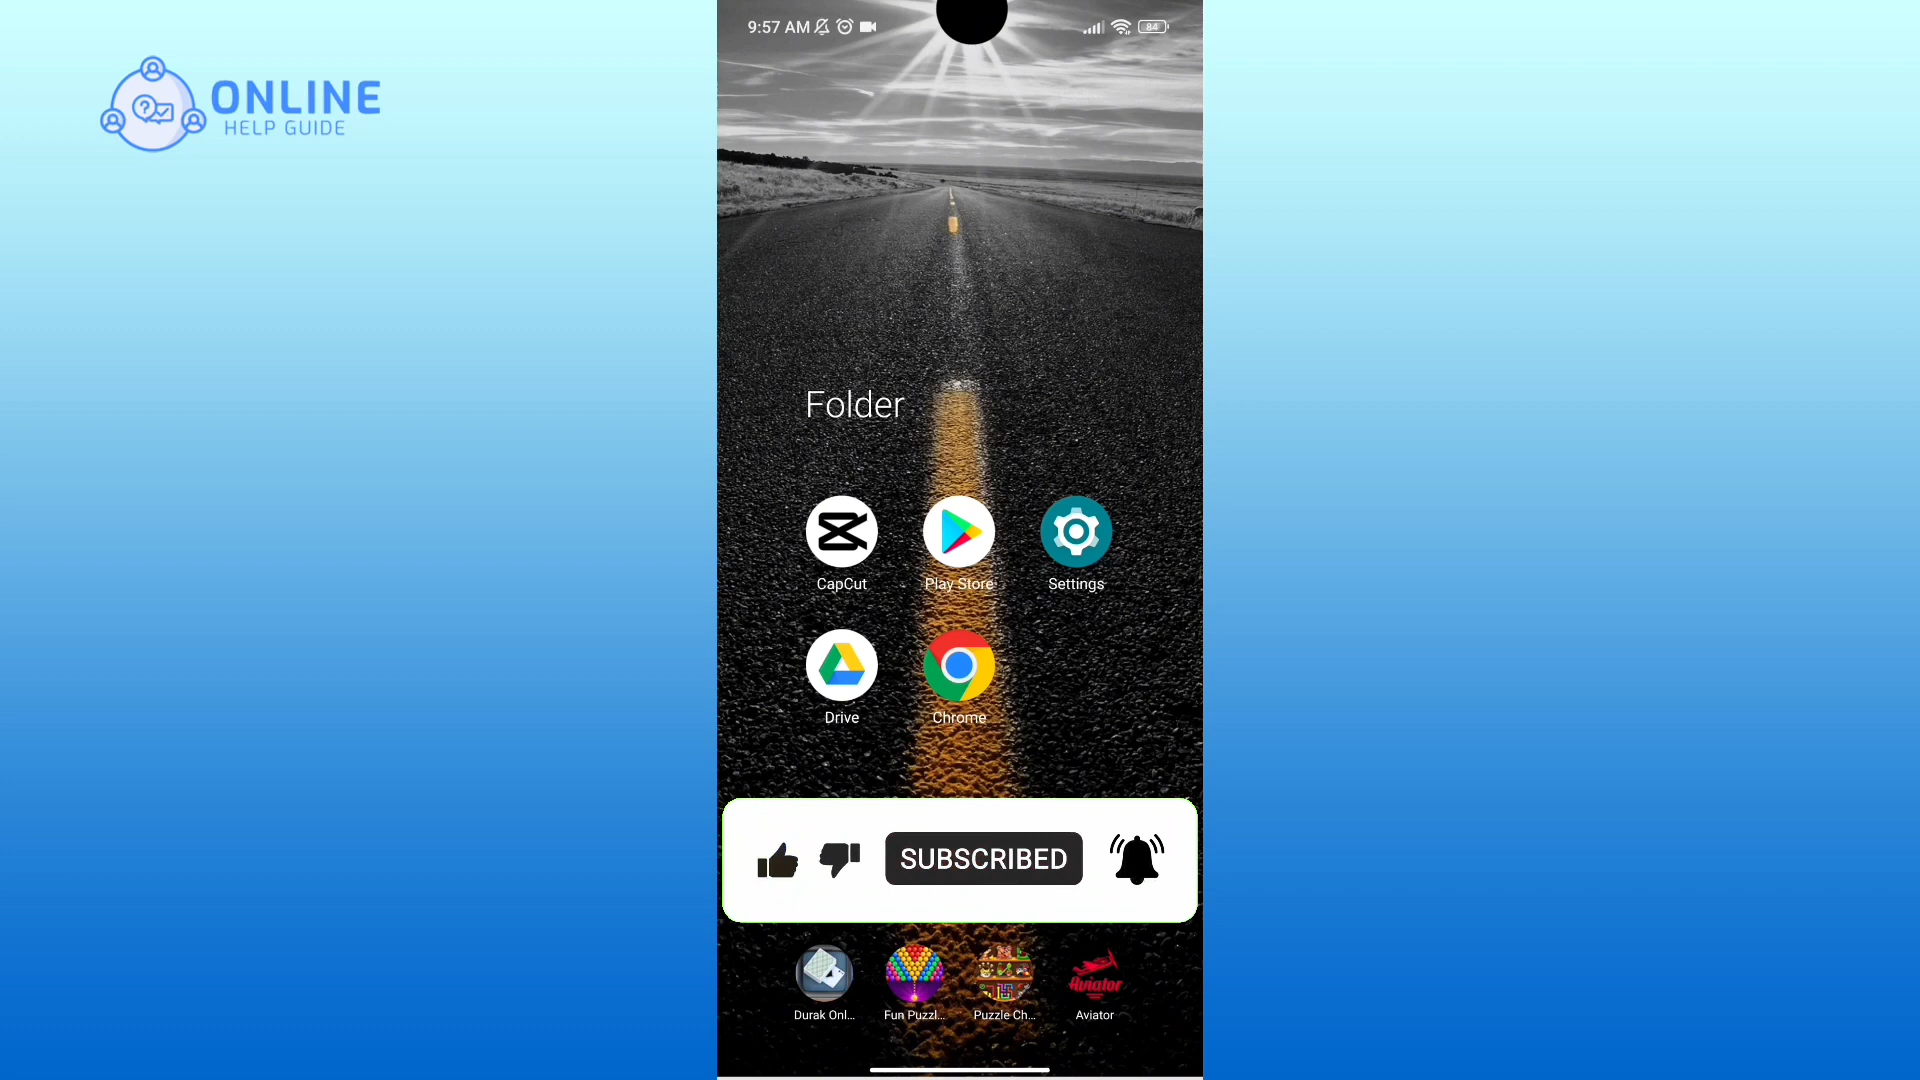 9:57 AM
84
ONLINE
HELP GUIDE
Folder
CapCut
Play Store
Settings
Drive
Chrome
SUBSCRIBED
Aviator
Durak Onl...
Fun Puzzl...
Puzzle Ch...
Aviator